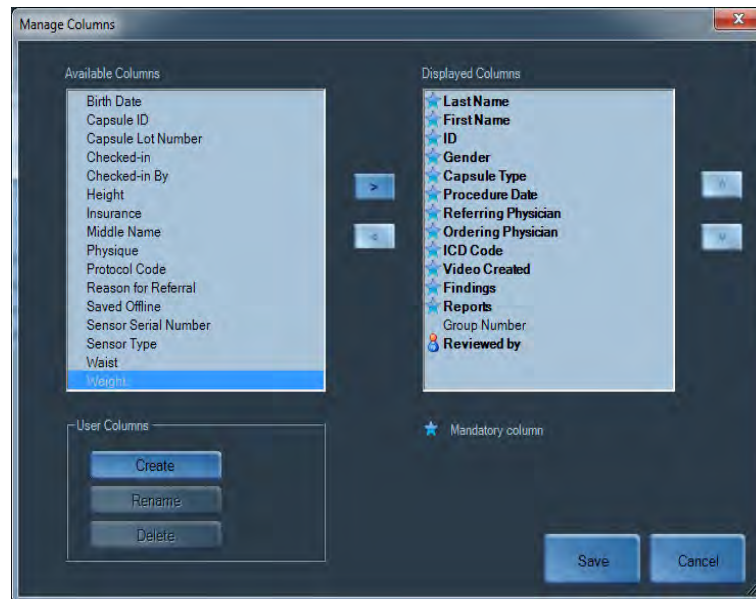 Manage Columns
Available Columns
Birth Date
Capsule ID
Capsule Lot Number
Checked-in
Checked-in By
Height
Insurance
Middle Name
Physique
Protocol Code
Reason for Referral
Saved Offline
Sensor Serial Number
Sensor Type
Waist
Weight
>
<
Displayed Columns
Last Name
First Name
ID
Gender
Capsule Type
Procedure Date
Referring Physician
Ordering Physician
ICD Code
Video Created
Findings
Reports
Group Number
Reviewed by
User Columns
Create
Rename
Delete
Mandatory column
Save
Cancel